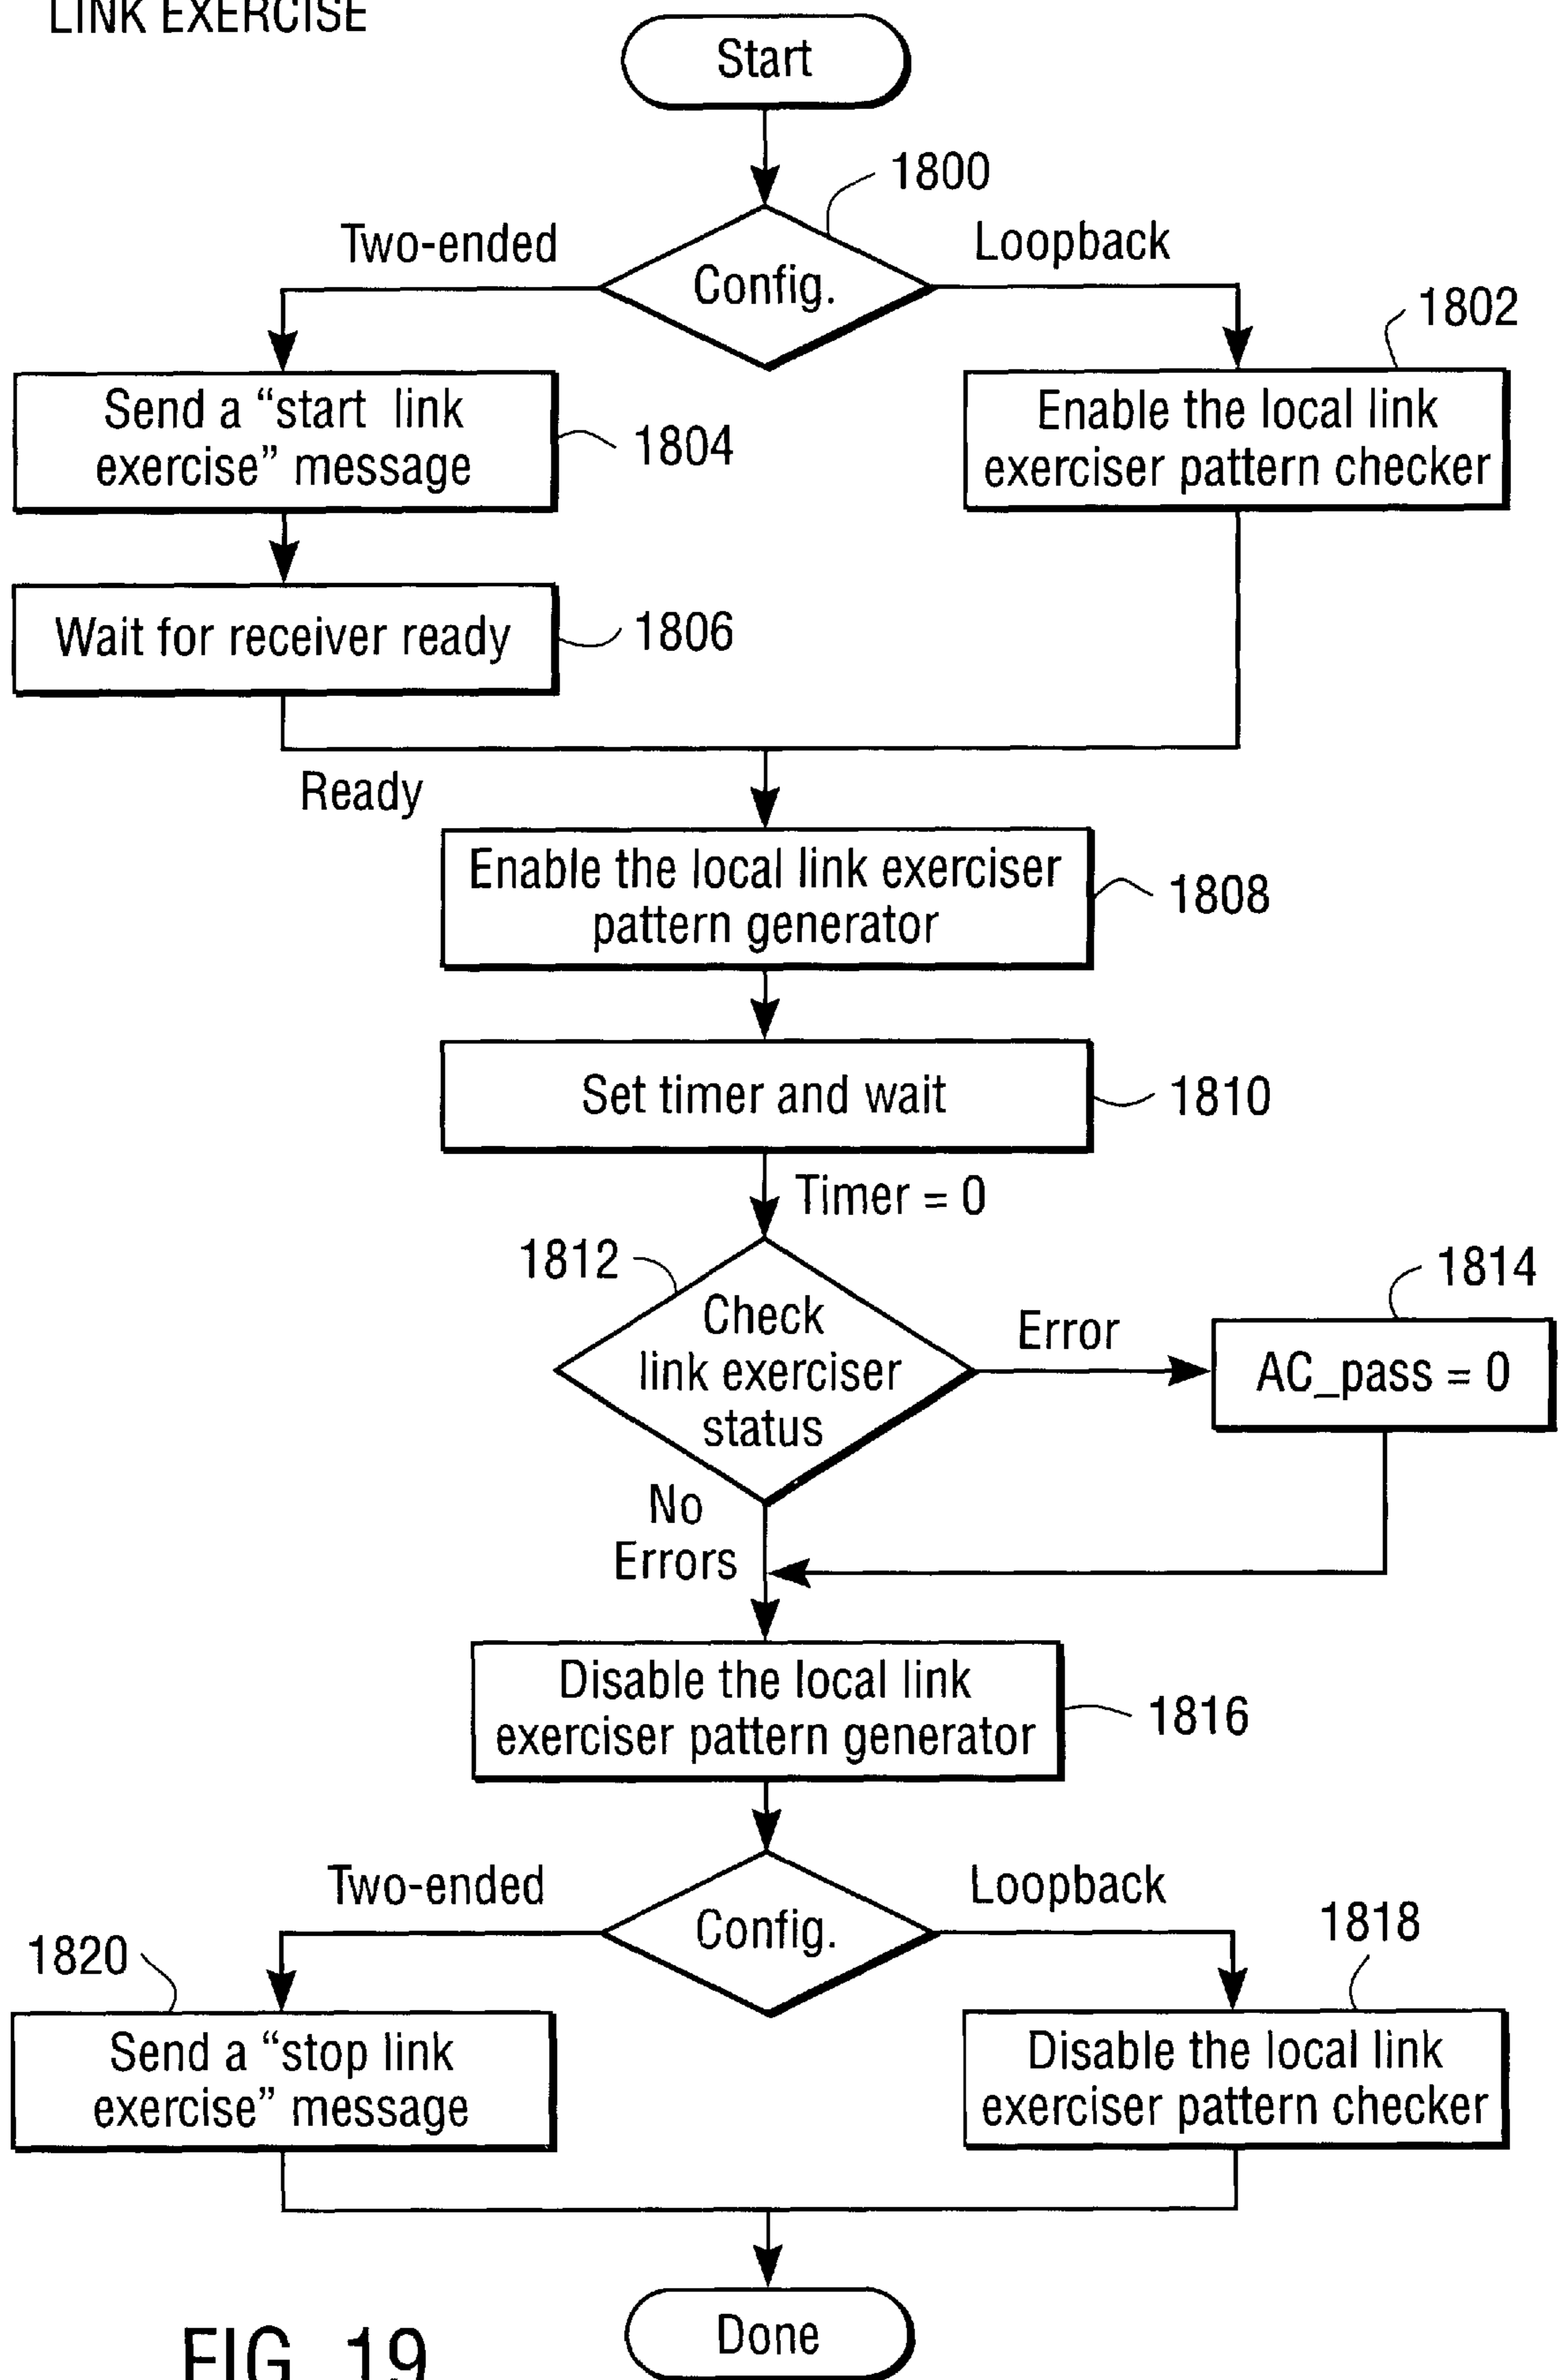 LINK EXERCISE
Start
1800
Two-ended
Loopback
Config.
1802
Send a “start link
exercise” message
1804
Enable the local link
exerciser pattern checker
Wait for receiver ready
1806
Ready
Enable the local link exerciser
pattern generator
1808
Set timer and wait
1810
Timer = 0
1812
Check
link exerciser
status
Error
1814
AC_pass = 0
No
Errors
Disable the local link
exerciser pattern generator
1816
Two-ended
Loopback
Config.
1820
1818
Send a “stop link
exercise” message
Disable the local link
exerciser pattern checker
Done
FIG. 19